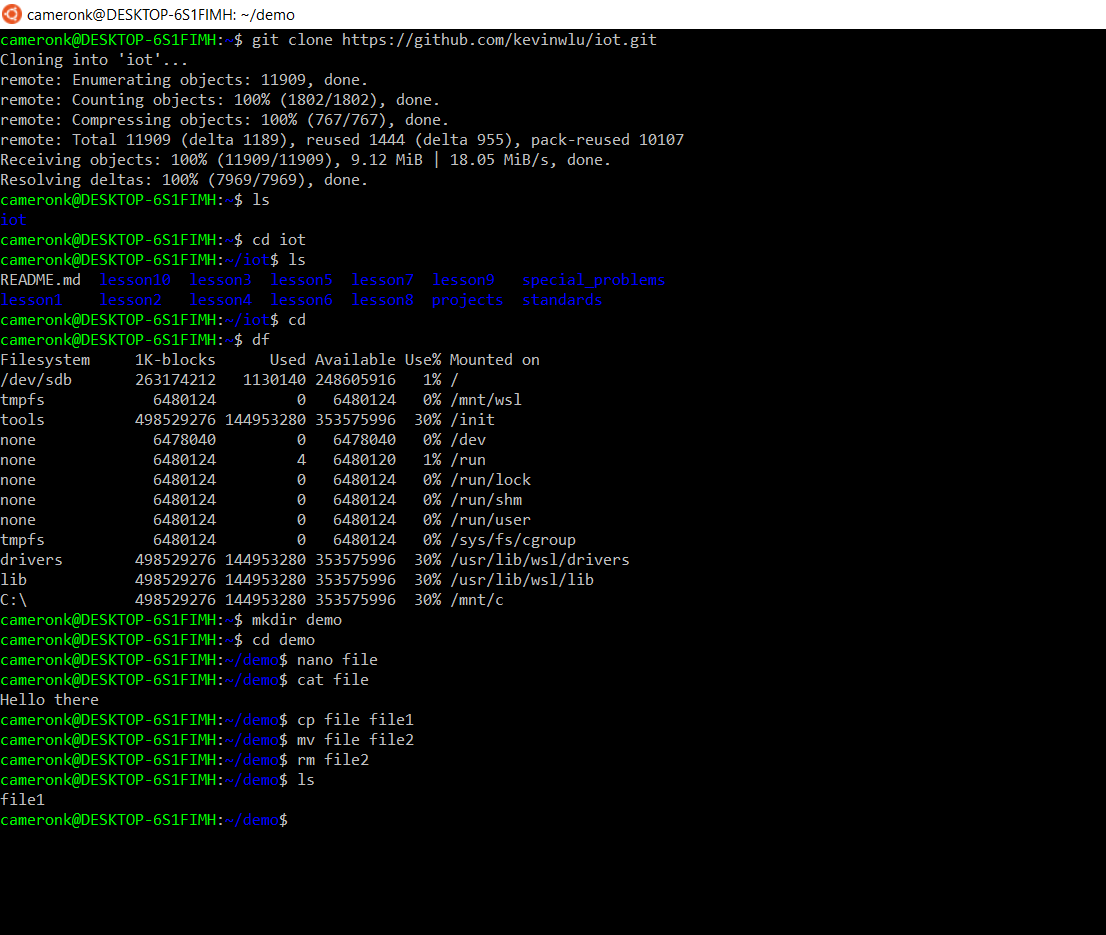 cameronk@DESKTOP-6S1FIMH: ~/demo
cameronk@DESKTOP-6S1FIMH:~$ git clone https://github.com/kevinwlu/iot.git
Cloning into 'iot'...
remote: Enumerating objects: 11909, done.
remote: Counting objects: 100% (1802/1802), done.
remote: Compressing objects: 100% (767/767), done.
remote: Total 11909 (delta 1189), reused 1444 (delta 955), pack-reused 10107
Receiving objects: 100% (11909/11909), 9.12 MiB | 18.05 MiB/s, done.
Resolving deltas: 100% (7969/7969), done.
cameronk@DESKTOP-6S1FIMH:~$ ls
iot
cameronk@DESKTOP-6S1FIMH:~$ cd iot
cameronk@DESKTOP-6S1FIMH:~/iot$ ls
README.md  lesson10  lesson3  lesson5  lesson7  lesson9   special_problems
lesson1    lesson2   lesson4  lesson6  lesson8  projects  standards
cameronk@DESKTOP-6S1FIMH:~/iot$ cd
cameronk@DESKTOP-6S1FIMH:~$ df
Filesystem     1K-blocks      Used Available Use% Mounted on
/dev/sdb       263174212   1130140 248605916   1% /
tmpfs            6480124         0   6480124   0% /mnt/wsl
tools          498529276 144953280 353575996  30% /init
none             6478040         0   6478040   0% /dev
none             6480124         4   6480120   1% /run
none             6480124         0   6480124   0% /run/lock
none             6480124         0   6480124   0% /run/shm
none             6480124         0   6480124   0% /run/user
tmpfs            6480124         0   6480124   0% /sys/fs/cgroup
drivers        498529276 144953280 353575996  30% /usr/lib/wsl/drivers
lib            498529276 144953280 353575996  30% /usr/lib/wsl/lib
C:\            498529276 144953280 353575996  30% /mnt/c
cameronk@DESKTOP-6S1FIMH:~$ mkdir demo
cameronk@DESKTOP-6S1FIMH:~$ cd demo
cameronk@DESKTOP-6S1FIMH:~/demo$ nano file
cameronk@DESKTOP-6S1FIMH:~/demo$ cat file
Hello there
cameronk@DESKTOP-6S1FIMH:~/demo$ cp file file1
cameronk@DESKTOP-6S1FIMH:~/demo$ mv file file2
cameronk@DESKTOP-6S1FIMH:~/demo$ rm file2
cameronk@DESKTOP-6S1FIMH:~/demo$ ls
file1
cameronk@DESKTOP-6S1FIMH:~/demo$